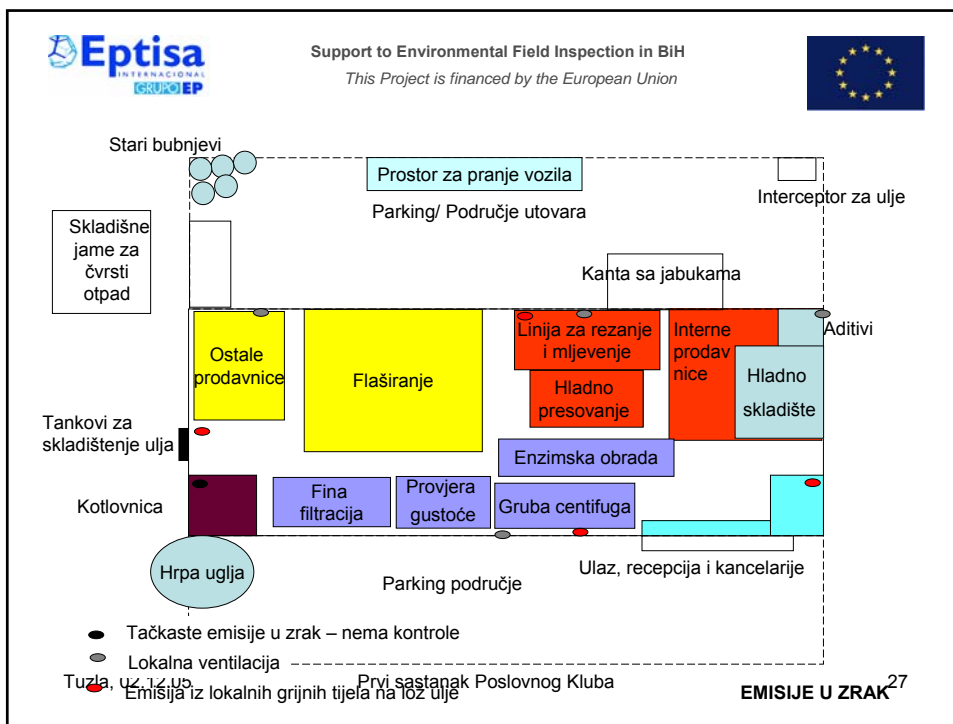 Eptisa
INTERNACIONAL
GRUPO EP
Support to Environmental Field Inspection in BiH
This Project is financed by the European Union
Stari bubnjevi
Prostor za pranje vozila
Interceptor za ulje
Parking/ Područje utovara
Skladišne
jame za
čvrsti
otpad
Kanta sa jabukama
Ostale
prodavnice
Flaširanje
Linija za rezanje
i mljevenje
Interne
prodav
nice
Aditivi
Hladno
presovanje
Hladno
skladište
Tankovi za
skladištenje ulja
Enzimska obrada
Kotlovnica
Fina
filtracija
Provjera
gustoće
Gruba centifuga
Hrpa uglja
Parking područje
Ulaz, recepcija i kancelarije
Tačkaste emisije u zrak – nema kontrole
Lokalna ventilacija
Tuzla, 02.12.05
Prvi sastanak Poslovnog Kluba
27
Emisija iz lokalnih grijnih tijela na lož ulje
EMISIJE U ZRAK